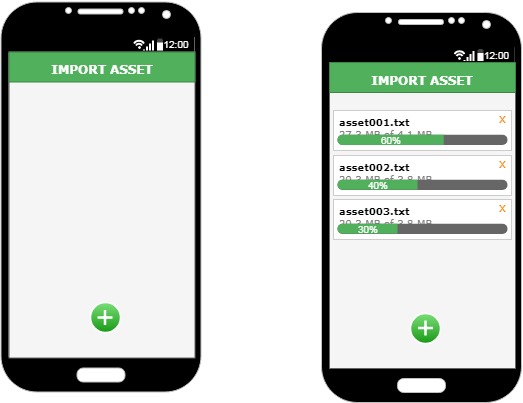 12:00
IMPORT ASSET
12:00
IMPORT ASSET
asset001.txt x
27.3 MB of 4.1 MB
60%
asset002.txt x
20.3 MB of 3.8 MB
40%
asset003.txt x
20.3 MB of 3.8 MB
30%